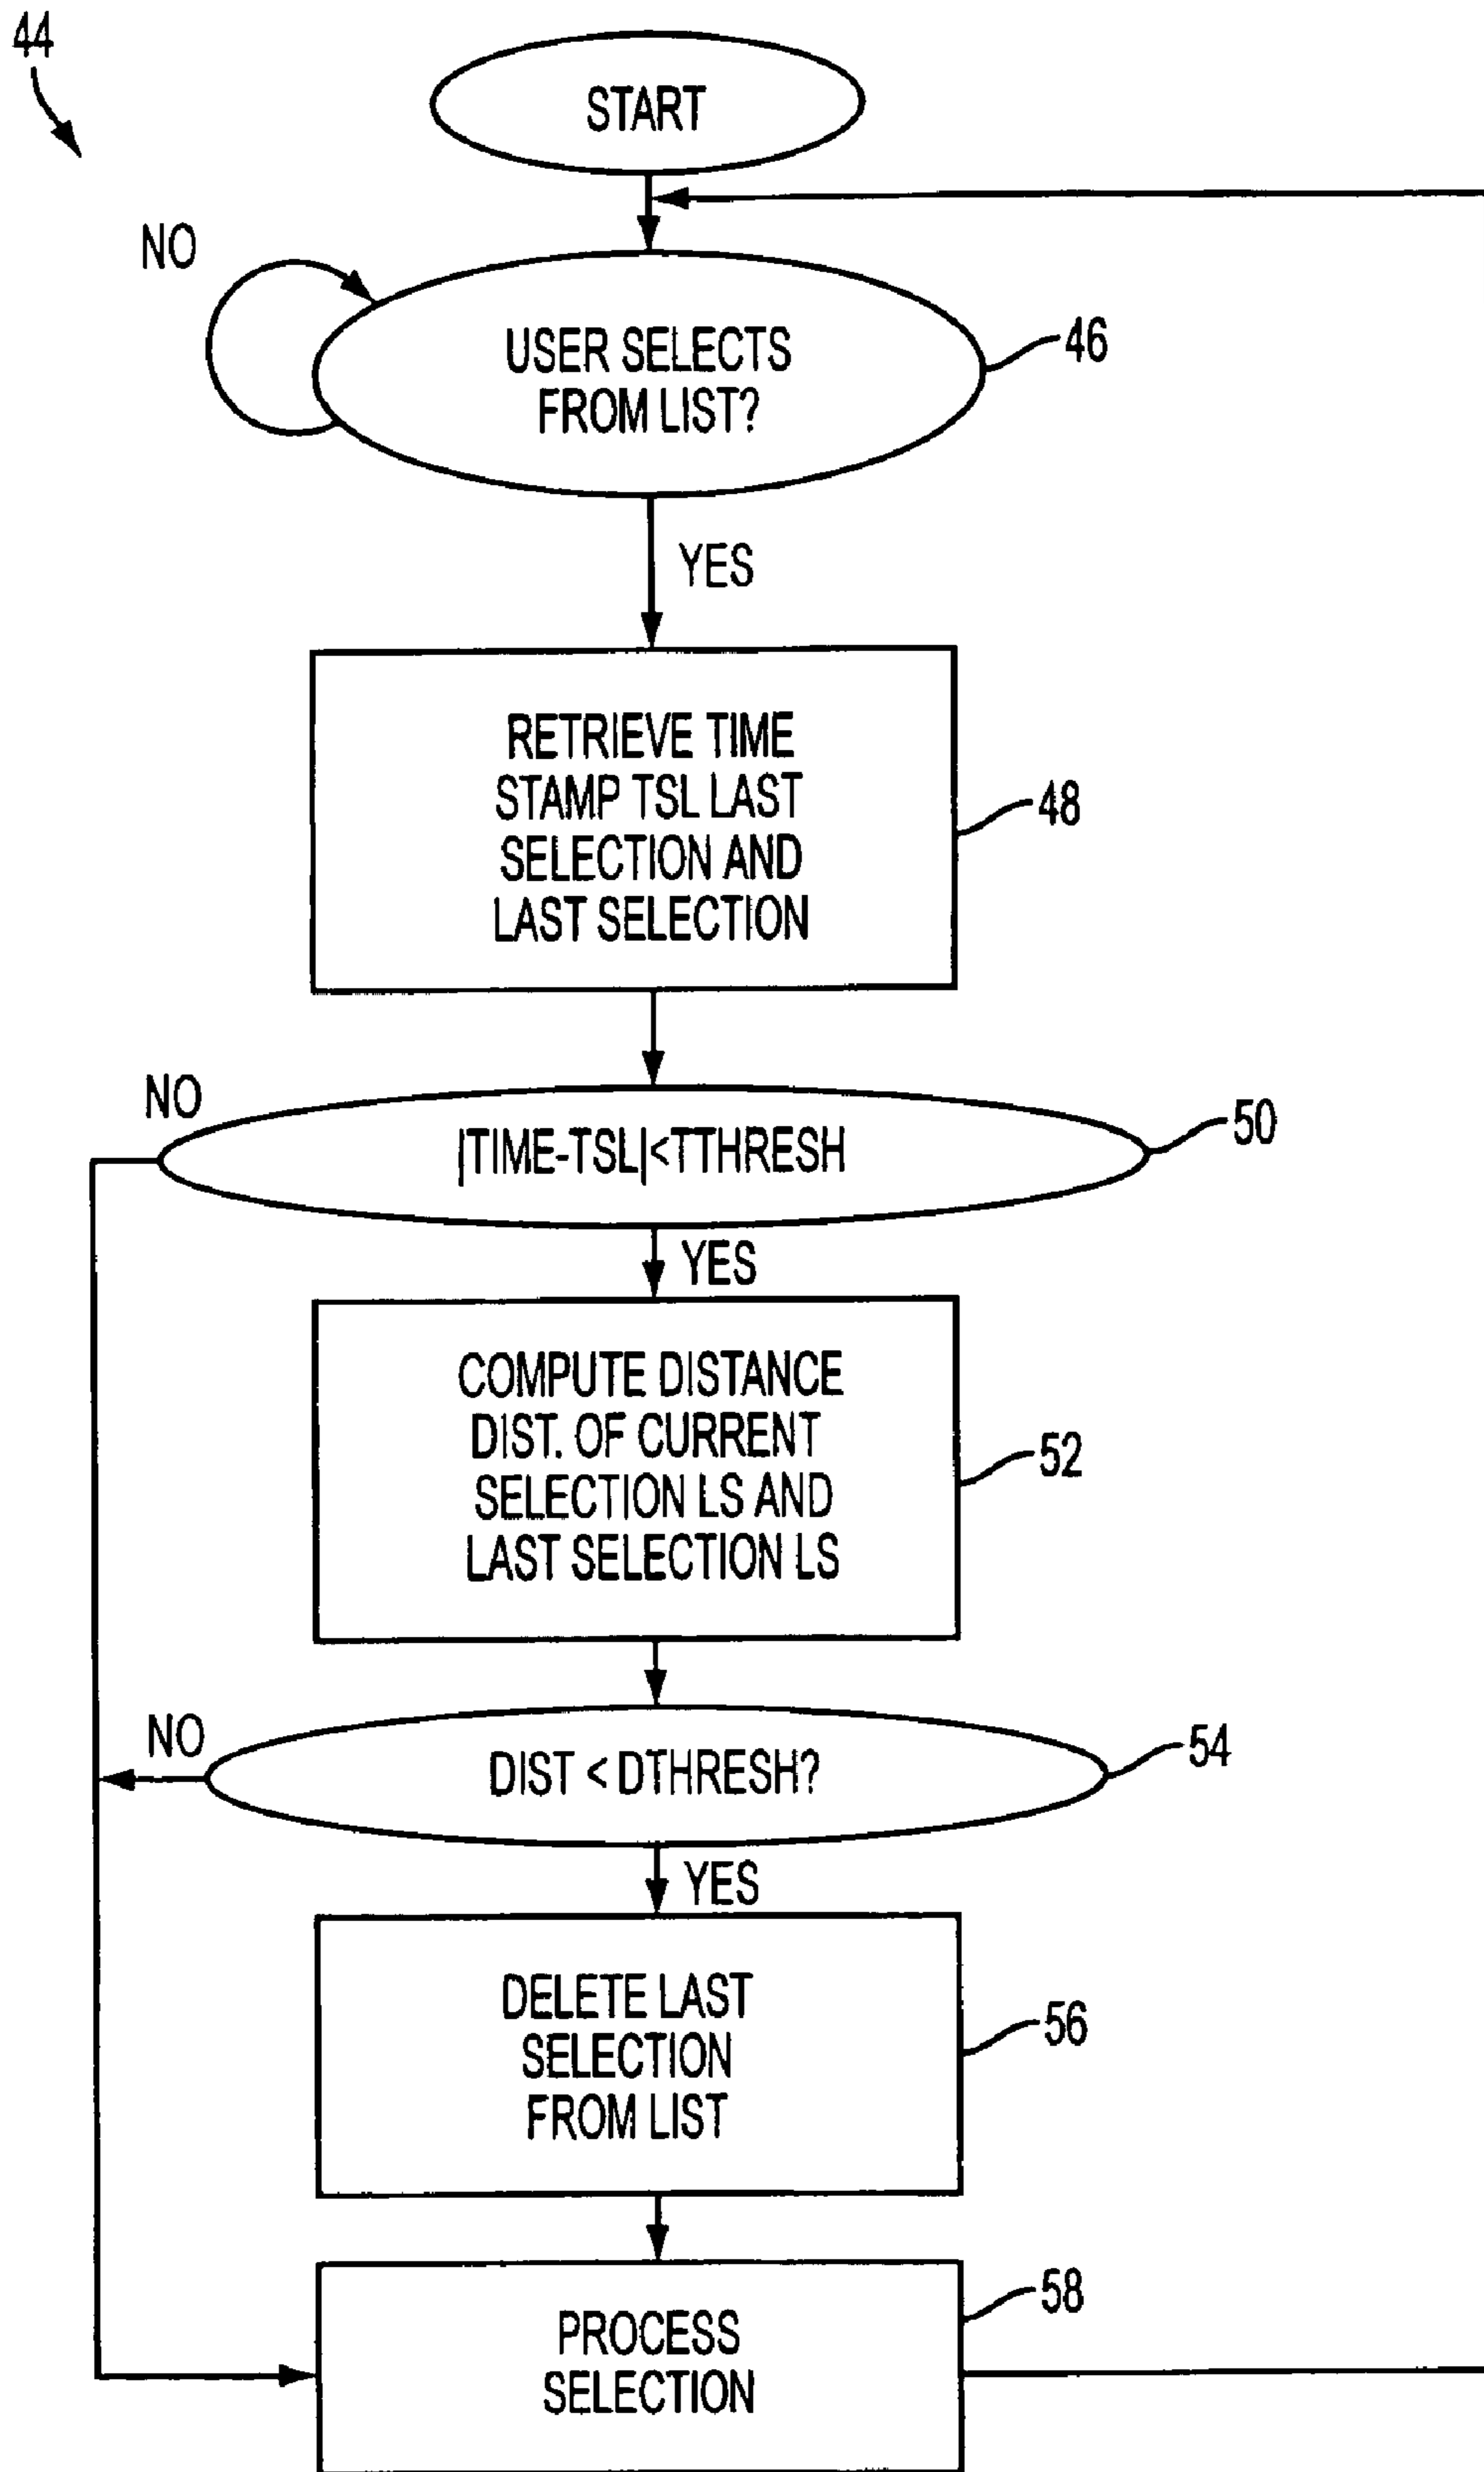 44
START
NO
USER SELECTS
FROM LIST?
46
YES
RETRIEVE TIME
STAMP TSL LAST
SELECTION AND
LAST SELECTION
48
NO
|TIME-TSL|<TTHRESH
50
YES
COMPUTE DISTANCE
DIST. OF CURRENT
SELECTION LS AND
LAST SELECTION LS
52
NO
DIST < DTHRESH?
54
YES
DELETE LAST
SELECTION
FROM LIST
56
PROCESS
SELECTION
58